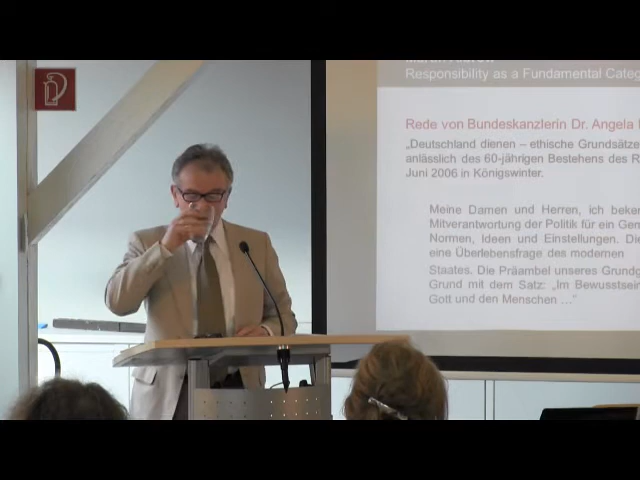 Responsibility as a Fundamental Categ
Rede von Bundeskanzlerin Dr. Angela
„Deutschland dienen – ethische Grundsätze
anlässlich des 60-jährigen Bestehens des R
Juni 2006 in Königswinter.
Meine Damen und Herren, ich beken
Mitverantwortung der Politik für ein Gem
Normen, Ideen und Einstellungen. Die
eine Überlebensfrage des modernen
Staates. Die Präambel unseres Grundg
Grund mit dem Satz: „Im Bewusstsein
Gott und den Menschen …"